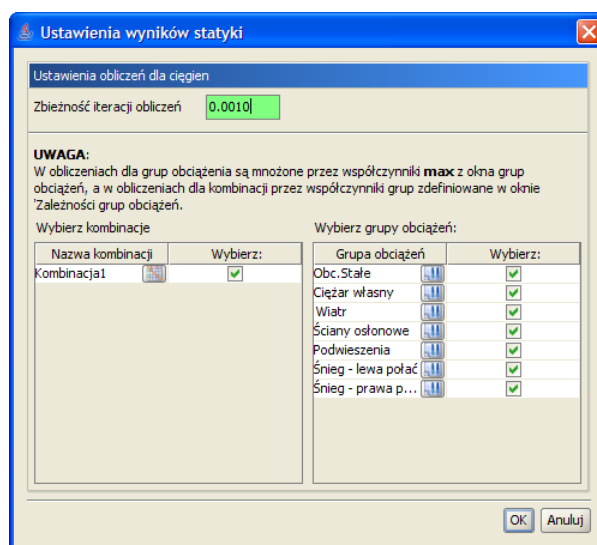 Ustawienia wyników statyki
Ustawienia obliczeń dla cięgien
Zbieżność iteracji obliczeń 0.0010
UWAGA:
W obliczeniach dla grup obciążenia są mnożone przez współczynniki max z okna grup
obciążeń, a w obliczeniach dla kombinacji przez współczynniki grup zdefiniowane w oknie
'Zależności grup obciążeń.
Wybierz kombinacje Wybierz grupy obciążeń:
Nazwa kombinacji Wybierz: Grupa obciążeń Wybierz:
Kombinacja1 Obc.Stałe
Ciężar własny
Wiatr
Ściany osłonowe
Podwieszenia
Śnieg - lewa połać
Śnieg - prawa p...
OK Anuluj